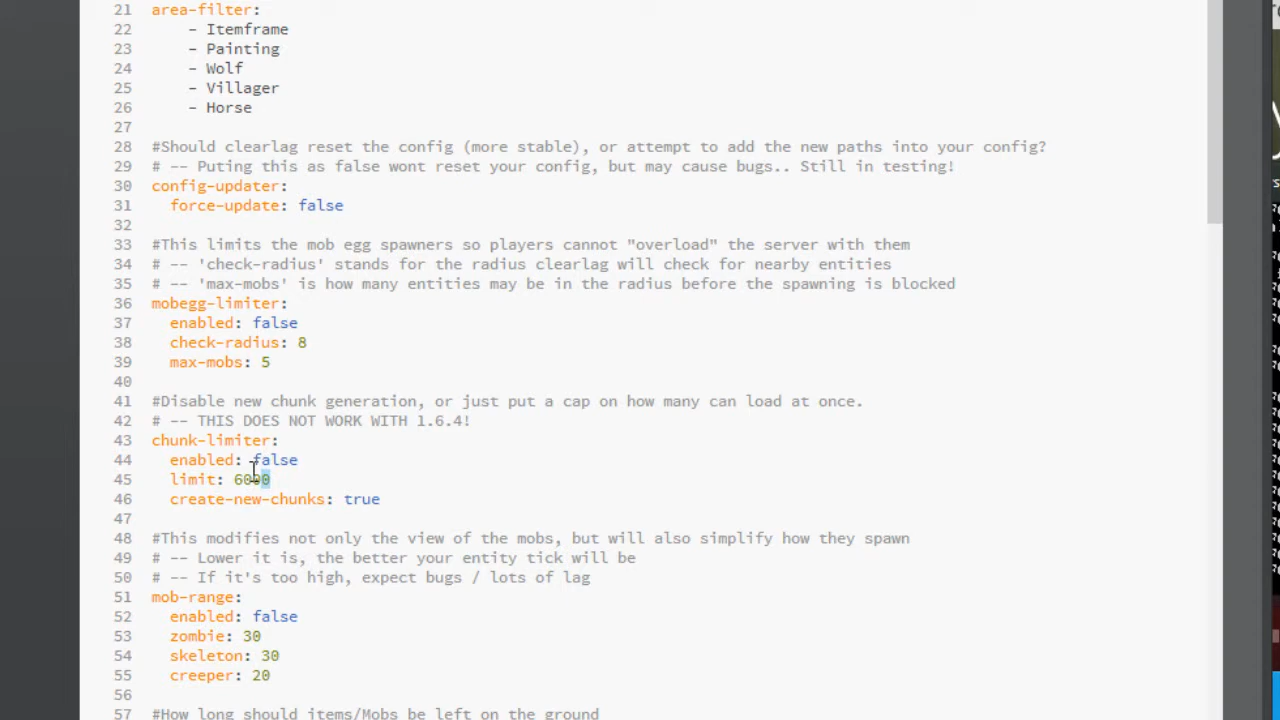 21 area-filter:
22     - Itemframe
23     - Painting
24     - Wolf
25     - Villager
26     - Horse
27
28 #Should clearlag reset the config (more stable), or attempt to add the new paths into your config?
29 # -- Puting this as false wont reset your config, but may cause bugs.. Still in testing!
30 config-updater:
31   force-update: false
32
33 #This limits the mob egg spawners so players cannot "overload" the server with them
34 # -- 'check-radius' stands for the radius clearlag will check for nearby entities
35 # -- 'max-mobs' is how many entities may be in the radius before the spawning is blocked
36 mobegg-limiter:
37   enabled: false
38   check-radius: 8
39   max-mobs: 5
40
41 #Disable new chunk generation, or just put a cap on how many can load at once.
42 # -- THIS DOES NOT WORK WITH 1.6.4!
43 chunk-limiter:
44   enabled: false
45   limit: 6000
46   create-new-chunks: true
47
48 #This modifies not only the view of the mobs, but will also simplify how they spawn
49 # -- Lower it is, the better your entity tick will be
50 # -- If it's too high, expect bugs / lots of lag
51 mob-range:
52   enabled: false
53   zombie: 30
54   skeleton: 30
55   creeper: 20
56
57 #How long should items/Mobs be left on the ground